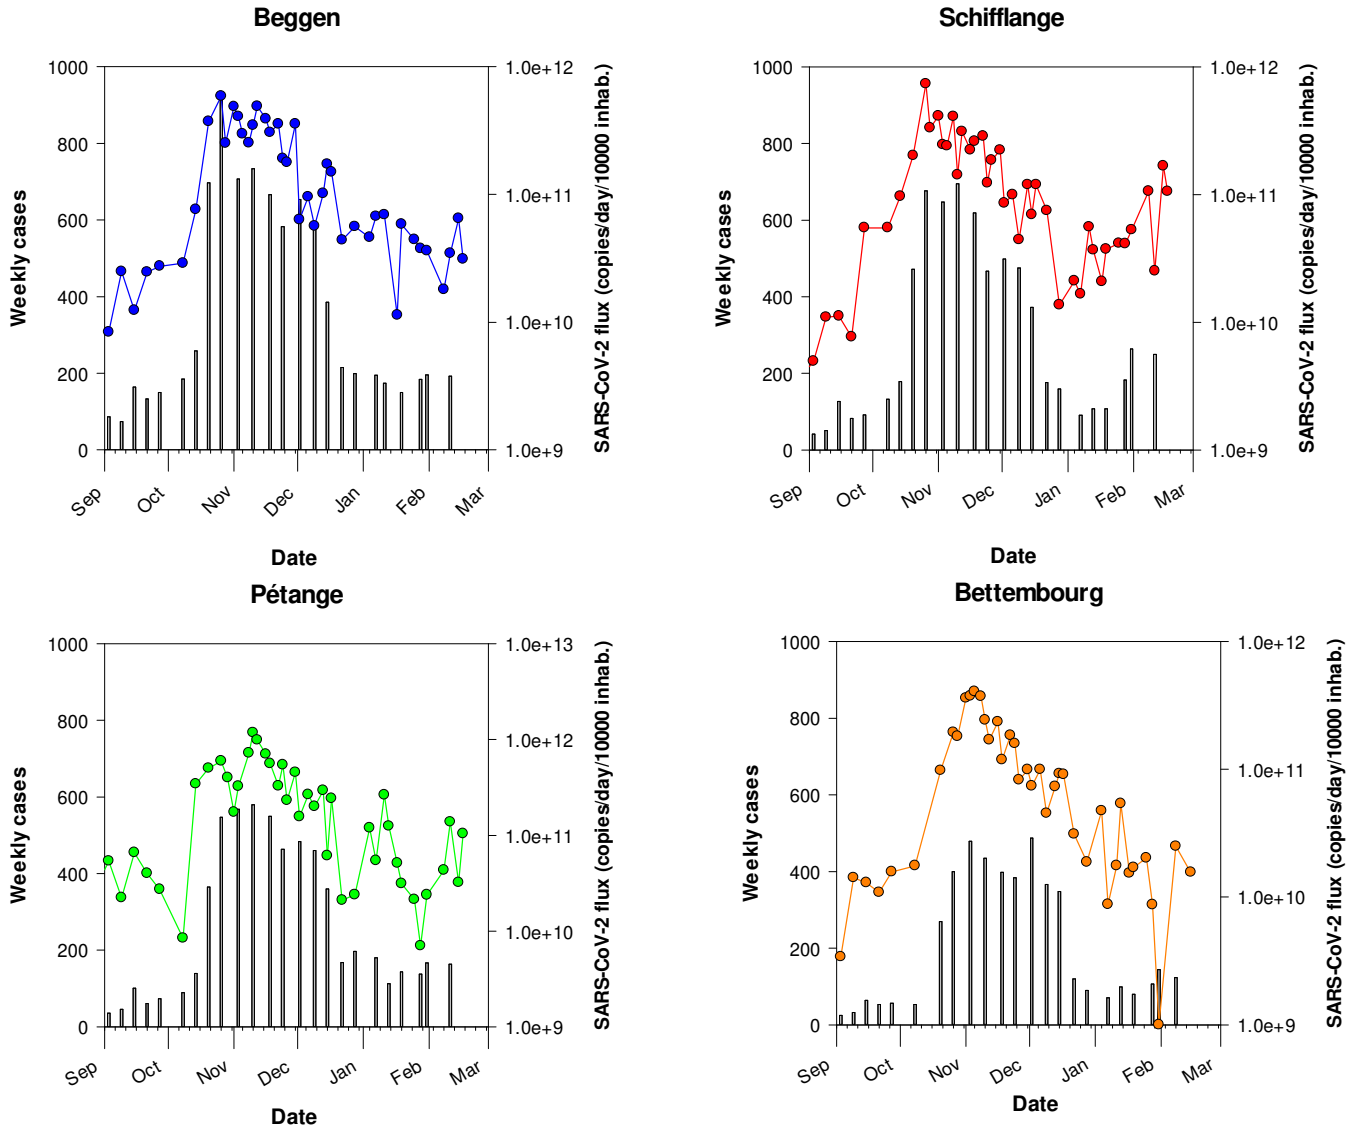 Beggen
1000
800
600
400
200
0
Weekly cases
1.0e+12
1.0e+11
1.0e+10
1.0e+9
SARS-CoV-2 flux (copies/day/10000 inhab.)
Sep Oct Nov Dec Jan Feb Mar
Date
Schifflange
1000
800
600
400
200
0
Weekly cases
1.0e+12
1.0e+11
1.0e+10
1.0e+9
SARS-CoV-2 flux (copies/day/10000 inhab.)
Sep Oct Nov Dec Jan Feb Mar
Date
Pétange
1000
800
600
400
200
0
Weekly cases
1.0e+13
1.0e+12
1.0e+11
1.0e+10
1.0e+9
SARS-CoV-2 flux (copies/day/10000 inhab.)
Sep Oct Nov Dec Jan Feb Mar
Date
Bettembourg
1000
800
600
400
200
0
Weekly cases
1.0e+12
1.0e+11
1.0e+10
1.0e+9
SARS-CoV-2 flux (copies/day/10000 inhab.)
Sep Oct Nov Dec Jan Feb Mar
Date